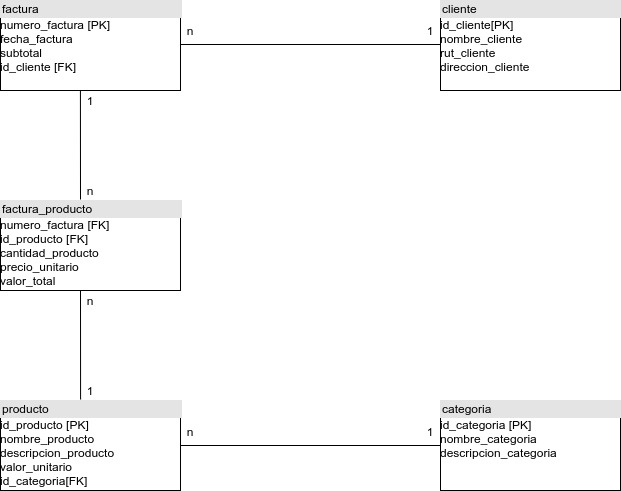 factura
numero_factura [PK]
fecha_factura
subtotal
id_cliente [FK]
cliente
id_cliente[PK]
nombre_cliente
rut_cliente
direccion_cliente
n
1
1
n
factura_producto
numero_factura [FK]
id_producto [FK]
cantidad_producto
precio_unitario
valor_total
n
1
producto
id_producto [PK]
nombre_producto
descripcion_producto
valor_unitario
id_categoria[FK]
n
1
categoria
id_categoria [PK]
nombre_categoria
descripcion_categoria